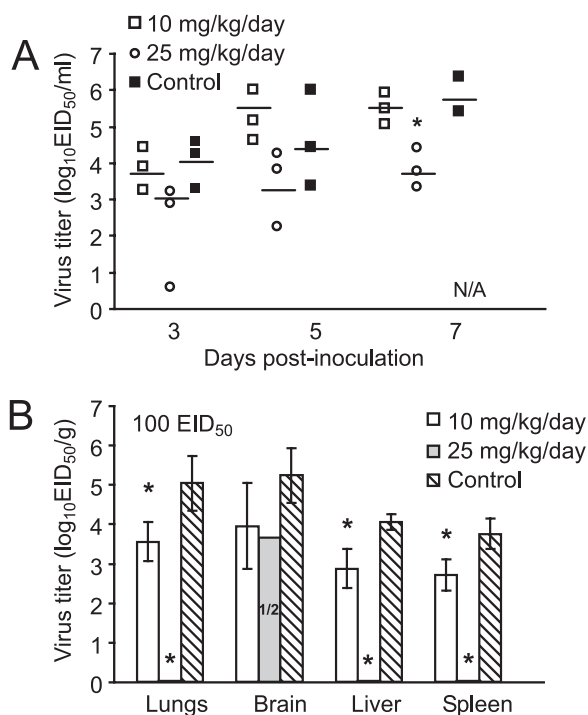 A
10 mg/kg/day
25 mg/kg/day
Control
Virus titer (log10EID50/ml)
7
6
5
4
3
2
1
0
*
N/A
3 5 7
Days post-inoculation
B
100 EID50
10 mg/kg/day
25 mg/kg/day
Control
Virus titer (log10EID50/g)
7
6
5
4
3
2
1
0
* * * * * *
1/2
Lungs Brain Liver Spleen